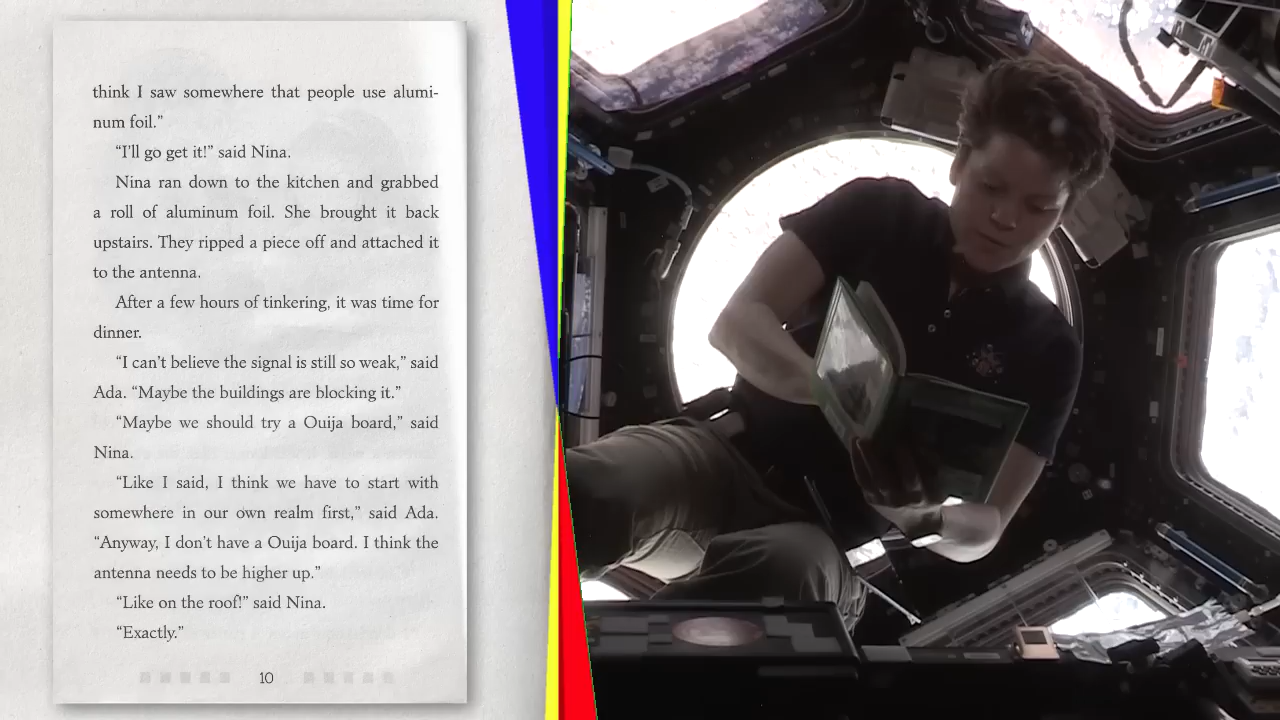 think I saw somewhere that people use alumi-
num foil.”
“I’ll go get it!” said Nina.
Nina ran down to the kitchen and grabbed
a roll of aluminum foil. She brought it back
upstairs. They ripped a piece off and attached it
to the antenna.
After a few hours of tinkering, it was time for
dinner.
“I can’t believe the signal is still so weak,” said
Ada. “Maybe the buildings are blocking it.”
“Maybe we should try a Ouija board,” said
Nina.
“Like I said, I think we have to start with
somewhere in our own realm first,” said Ada.
“Anyway, I don’t have a Ouija board. I think the
antenna needs to be higher up.”
“Like on the roof!” said Nina.
“Exactly.”
10